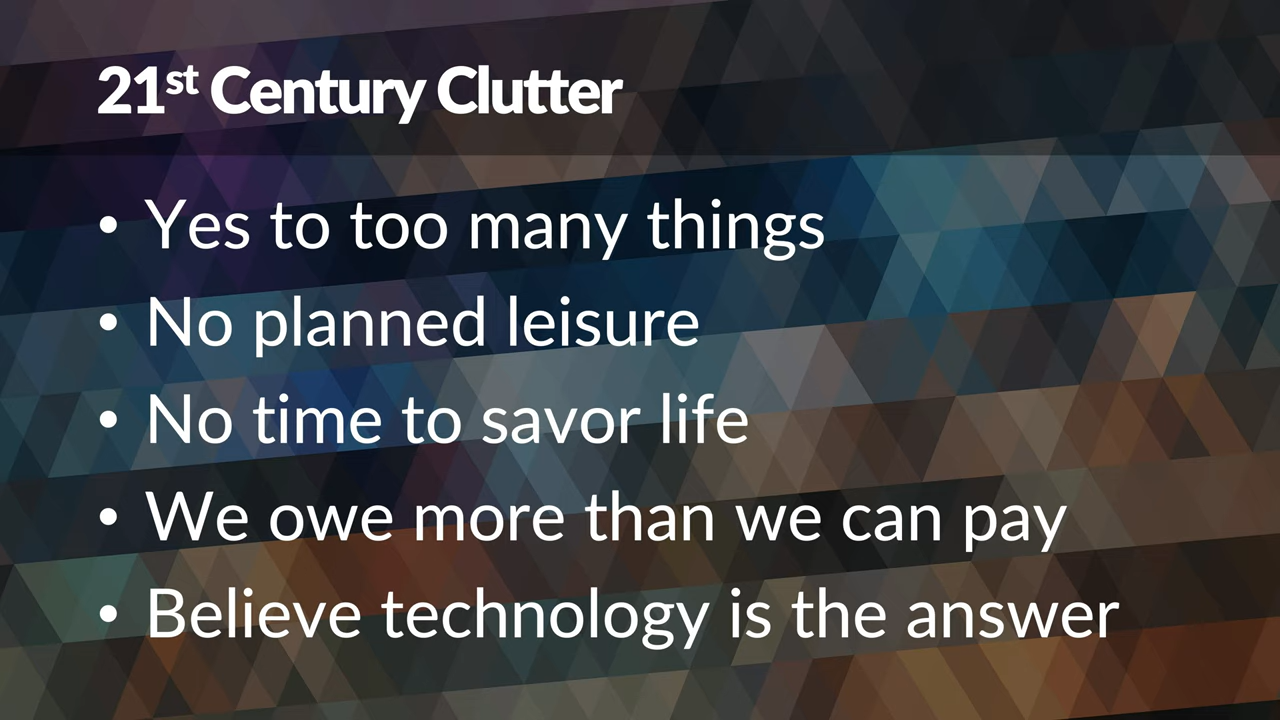 21st Century Clutter
• Yes to too many things
• No planned leisure
• No time to savor life
• We owe more than we can pay
• Believe technology is the answer